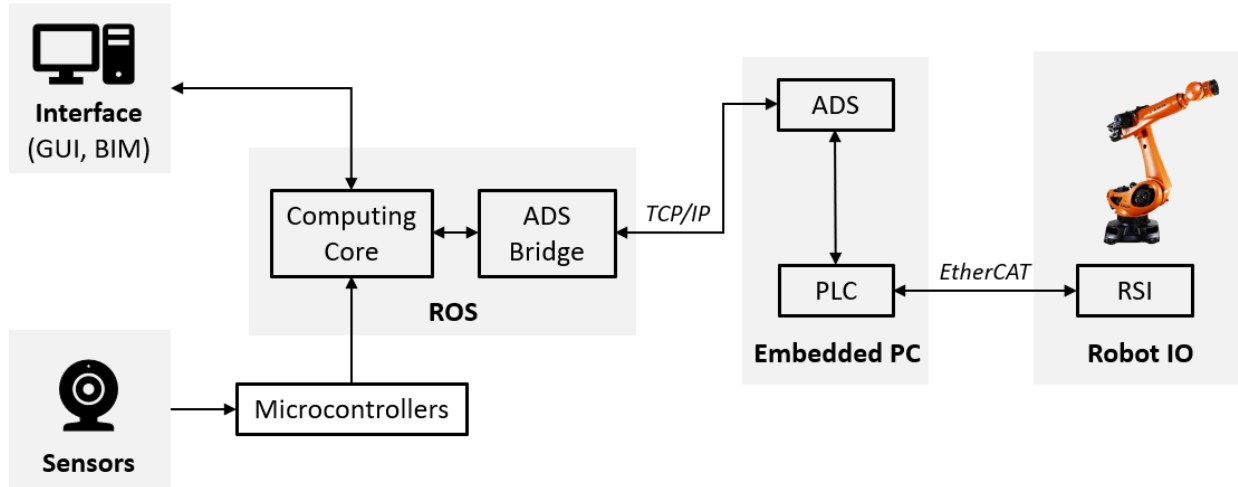 Interface
(GUI, BIM)
Computing
Core
ADS
Bridge
ROS
TCP/IP
ADS
PLC
Embedded PC
EtherCAT
RSI
Robot IO
Sensors
Microcontrollers